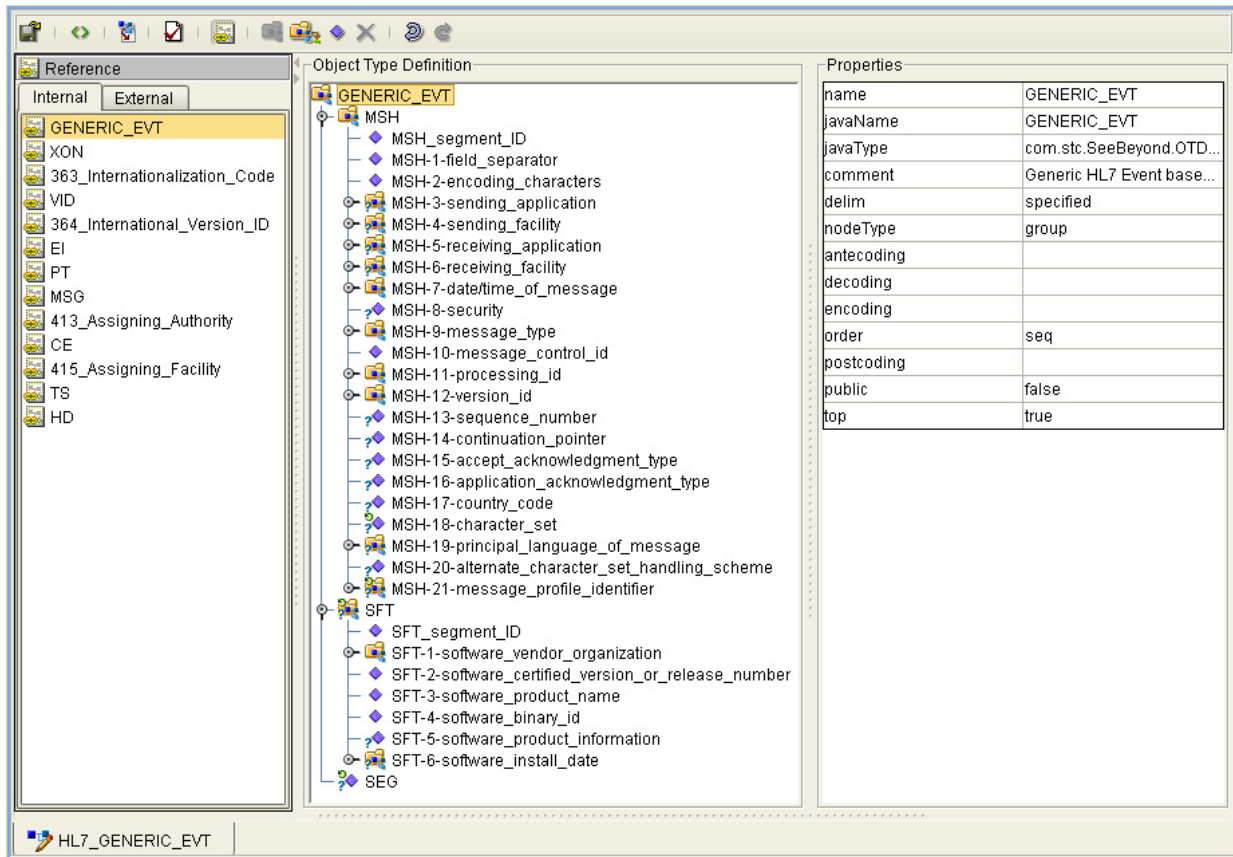 Reference
Internal External
GENERIC_EVT
XON
363_Internationalization_Code
VID
364_International_Version_ID
EI
PT
MSG
413_Assigning_Authority
CE
415_Assigning_Facility
TS
HD
Object Type Definition
GENERIC_EVT
MSH
MSH_segment_ID
MSH-1-field_separator
MSH-2-encoding_characters
MSH-3-sending_application
MSH-4-sending_facility
MSH-5-receiving_application
MSH-6-receiving_facility
MSH-7-date/time_of_message
MSH-8-security
MSH-9-message_type
MSH-10-message_control_id
MSH-11-processing_id
MSH-12-version_id
MSH-13-sequence_number
MSH-14-continuation_pointer
MSH-15-accept_acknowledgment_type
MSH-16-application_acknowledgment_type
MSH-17-country_code
MSH-18-character_set
MSH-19-principal_language_of_message
MSH-20-alternate_character_set_handling_scheme
MSH-21-message_profile_identifier
SFT
SFT_segment_ID
SFT-1-software_vendor_organization
SFT-2-software_certified_version_or_release_number
SFT-3-software_product_name
SFT-4-software_binary_id
SFT-5-software_product_information
SFT-6-software_install_date
SEG
Properties
name GENERIC_EVT
javaName GENERIC_EVT
javaType com.stc.SeeBeyond.OTD...
comment Generic HL7 Event base...
delim specified
nodeType group
antecoding
decoding
encoding
order seq
postcoding
public false
top true
HL7_GENERIC_EVT